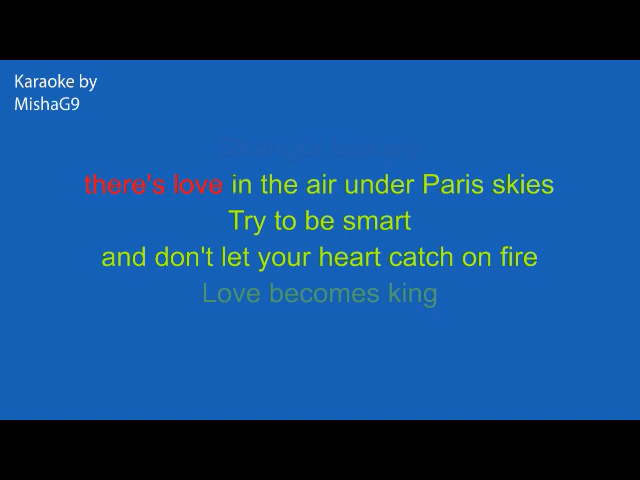 Karaoke by
MishaG9
there's love in the air under Paris skies
Try to be smart
and don't let your heart catch on fire
Love becomes king